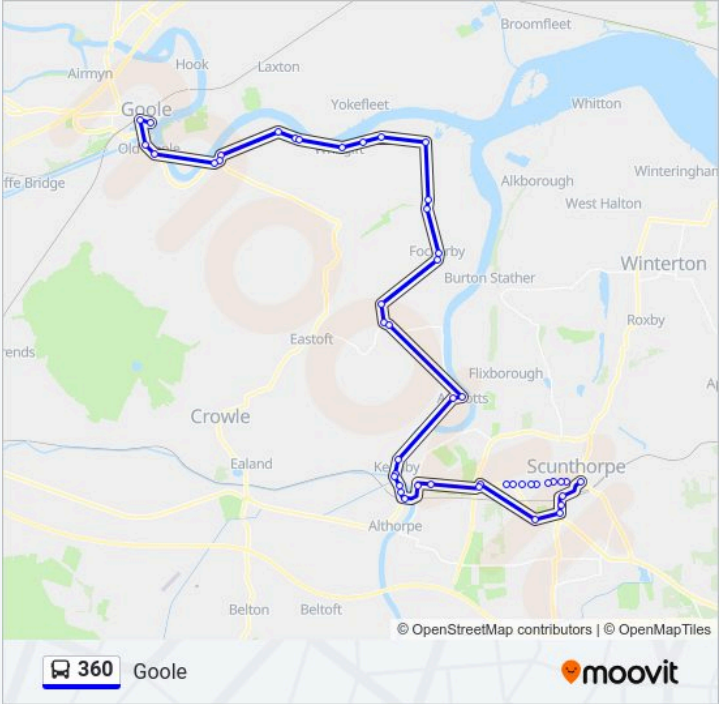 Broomfleet
Hook
Laxton
Airmyn
Yokefleet
Whitton
Goole
Old Goole
ffe Bridge
Winteringham
Alkborough
West Halton
Winterton
Burton Stather
Roxby
rends
Eastoft
Flixborough
Crowle
Ealand
Scunthorpe
Althorpe
Belton
Beltoft
© OpenStreetMap contributors | © OpenMapTiles
360 Goole
moovit